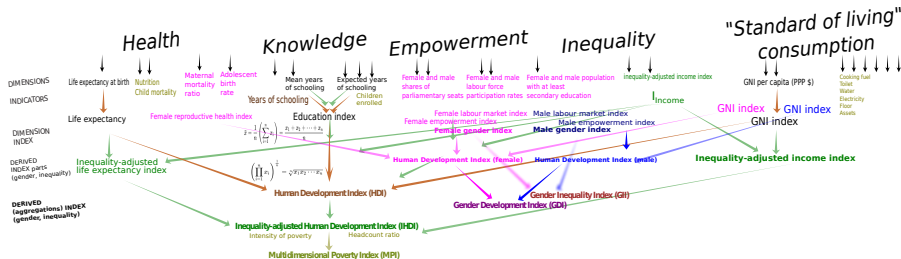 Health
Knowledge
Empowerment
Inequality
"Standard of living"
consumption
DIMENSIONS
INDICATORS
Life expectancy at birth
Nutrition
Child mortality
Maternal
mortality
ratio
Adolescent
birth
rate
Mean years
of schooling
Expected years
of schooling
Children
enrolled
Years of schooling
Female and male
shares of
parliamentary seats
Female and male
labour force
participation rates
Female and male population
with at least
secondary education
inequality-adjusted income index
GNI per capita (PPP $)
Cooking fuel
Toilet
Water
Electricity
Floor
Assets
DIMENSION
INDEX
Life expectancy
Female reproductive health index
Education index
Female labour market index
Female empowerment index
Female gender index
Male labour market index
Male empowerment index
Male gender index
I Income
GNI index
GNI index
GNI index
DERIVED
INDEX parts
(gender, inequality)
Inequality-adjusted
life expectancy index
Human Development Index (female)
Human Development Index (male)
Inequality-adjusted income index
DERIVED
(aggregations) INDEX
(gender, inequality)
Human Development Index (HDI)
Gender Inequality Index (GII)
Gender Development Index (GDI)
Inequality-adjusted Human Development Index (IHDI)
Intensity of poverty
Headcount ratio
Multidimensional Poverty Index (MPI)